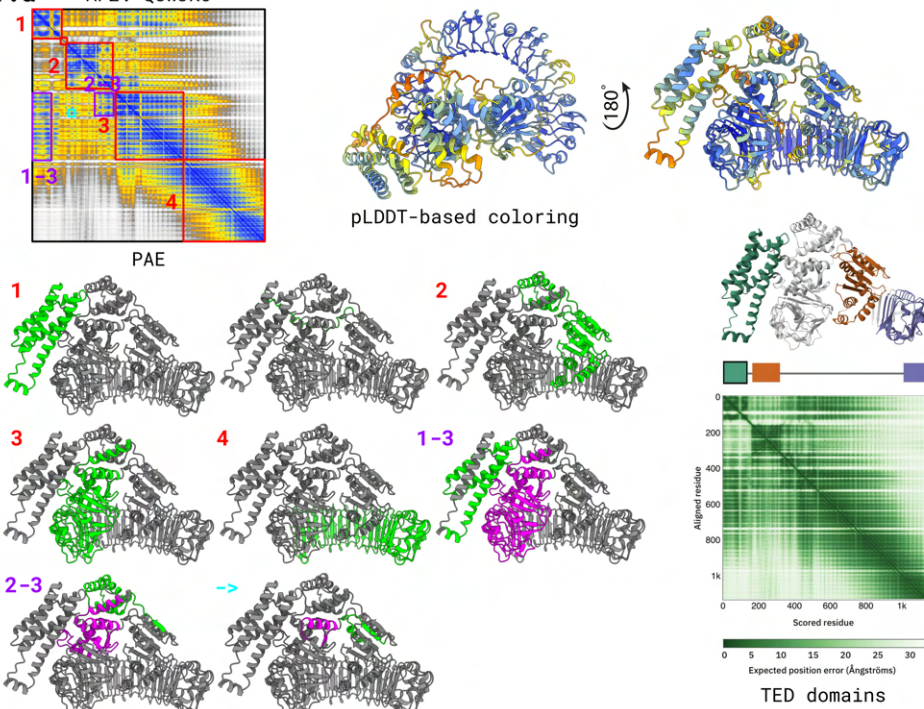 1
2
2-3
3
1-3
4
PAE
180°
pLDDT-based coloring
1
2
3
4
1-3
2-3
->
0
200
400
600
800
1k
Aligned residue
0 200 400 600 800 1k
Scored residue
0 5 10 15 20 25 30
Expected position error (Ångströms)
TED domains